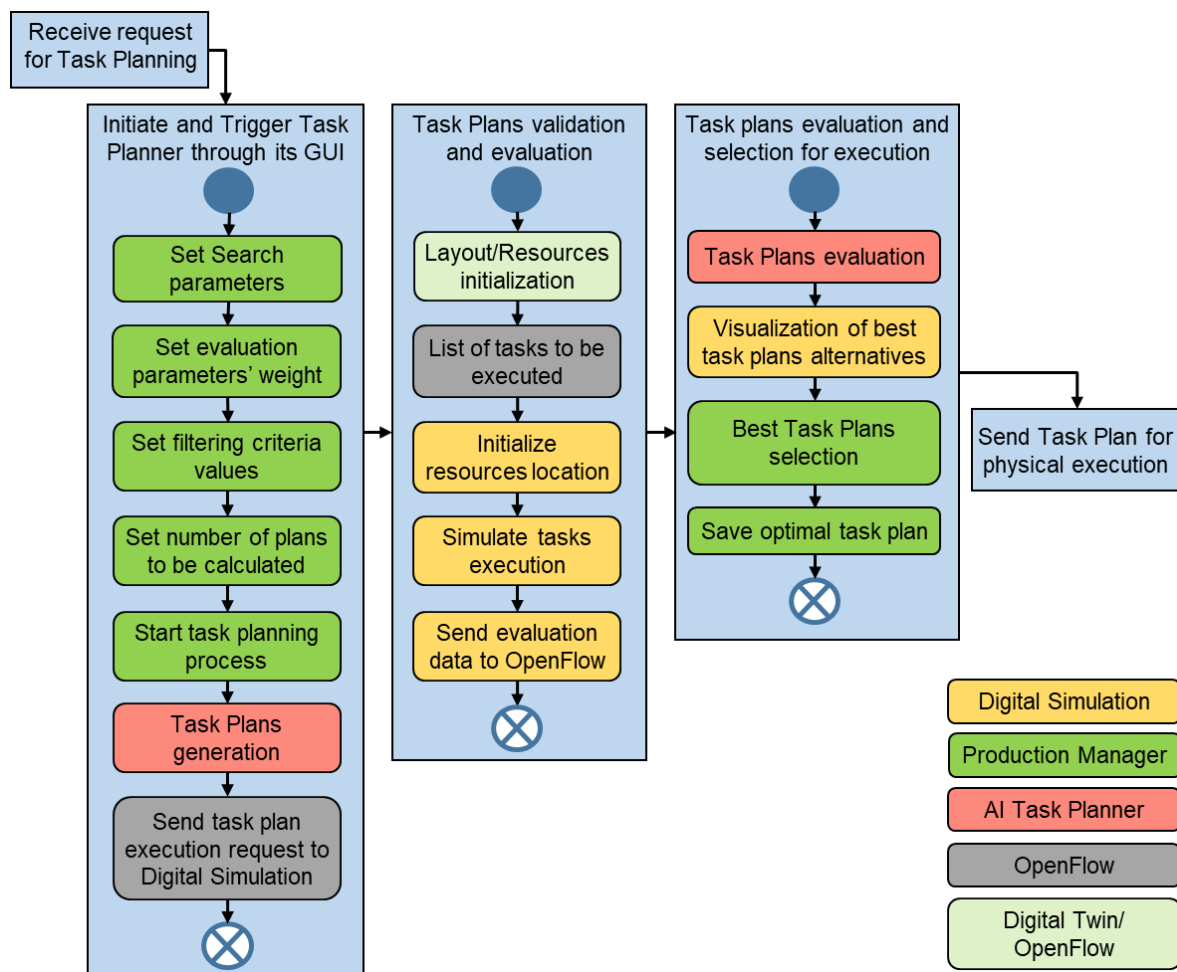 Receive request
for Task Planning
Initiate and Trigger Task
Planner through its GUI
Set Search
parameters
Set evaluation
parameters’ weight
Set filtering criteria
values
Set number of plans
to be calculated
Start task planning
process
Task Plans
generation
Send task plan
execution request to
Digital Simulation
Task Plans validation
and evaluation
Layout/Resources
initialization
List of tasks to be
executed
Initialize
resources location
Simulate tasks
execution
Send evaluation
data to OpenFlow
Task plans evaluation and
selection for execution
Task Plans evaluation
Visualization of best
task plans alternatives
Best Task Plans
selection
Save optimal task plan
Send Task Plan for
physical execution
Digital Simulation
Production Manager
AI Task Planner
OpenFlow
Digital Twin/
OpenFlow